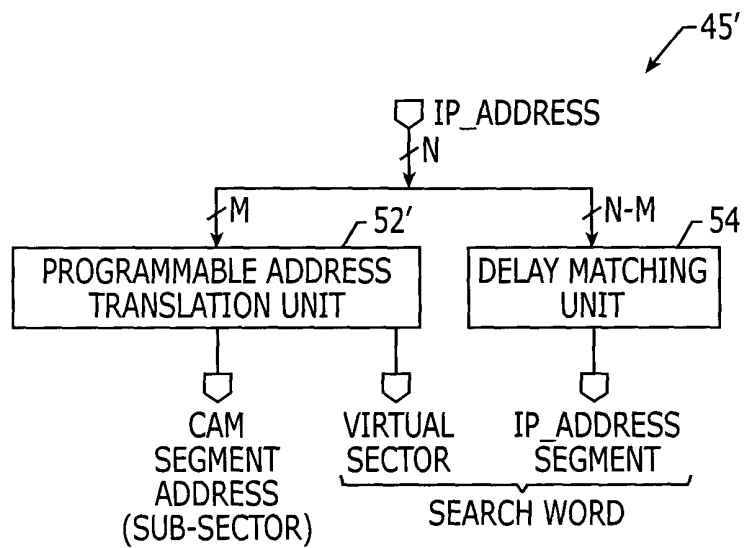 45'
IP_ADDRESS
N
M
52'
N-M
54
PROGRAMMABLE ADDRESS
TRANSLATION UNIT
DELAY MATCHING
UNIT
CAM
SEGMENT
ADDRESS
(SUB-SECTOR)
VIRTUAL
SECTOR
IP_ADDRESS
SEGMENT
SEARCH WORD